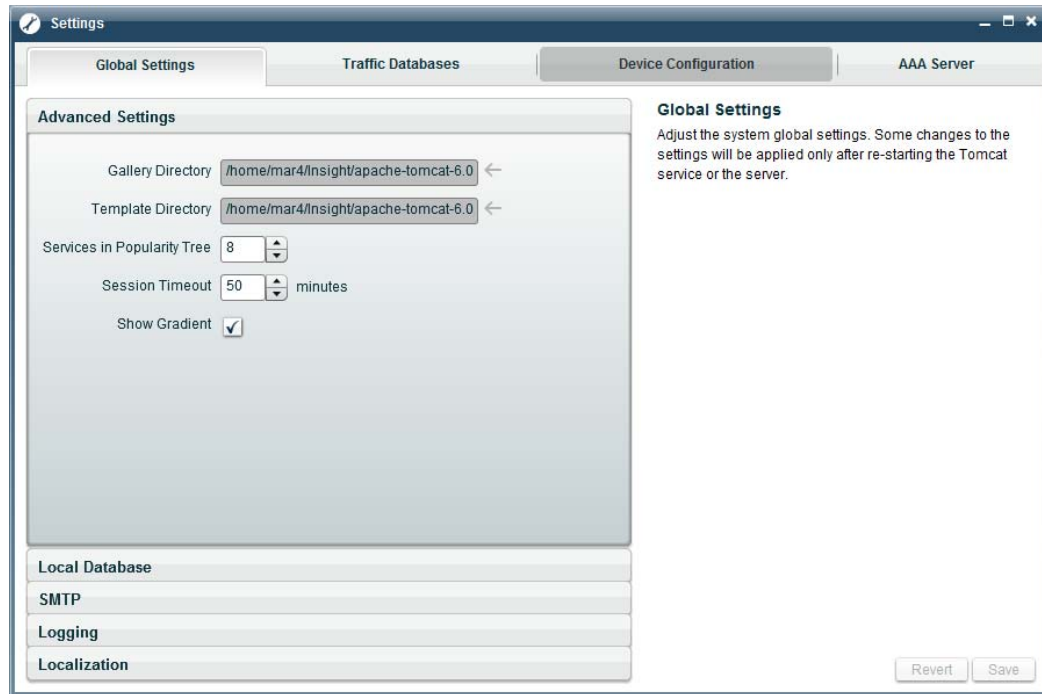 Settings
Global Settings
Traffic Databases
Device Configuration
AAA Server
Advanced Settings
Gallery Directory /home/mar4/Insight/apache-tomcat-6.0
Template Directory /home/mar4/Insight/apache-tomcat-6.0
Services in Popularity Tree 8
Session Timeout 50 minutes
Show Gradient
Local Database
SMTP
Logging
Localization
Global Settings
Adjust the system global settings. Some changes to the
settings will be applied only after re-starting the Tomcat
service or the server.
Revert
Save